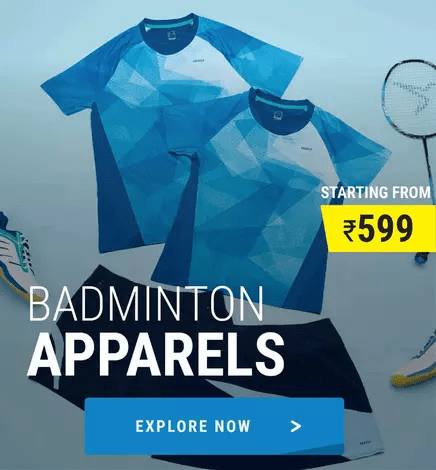 STARTING FROM
₹599
BADMINTON
APPARELS
EXPLORE NOW >